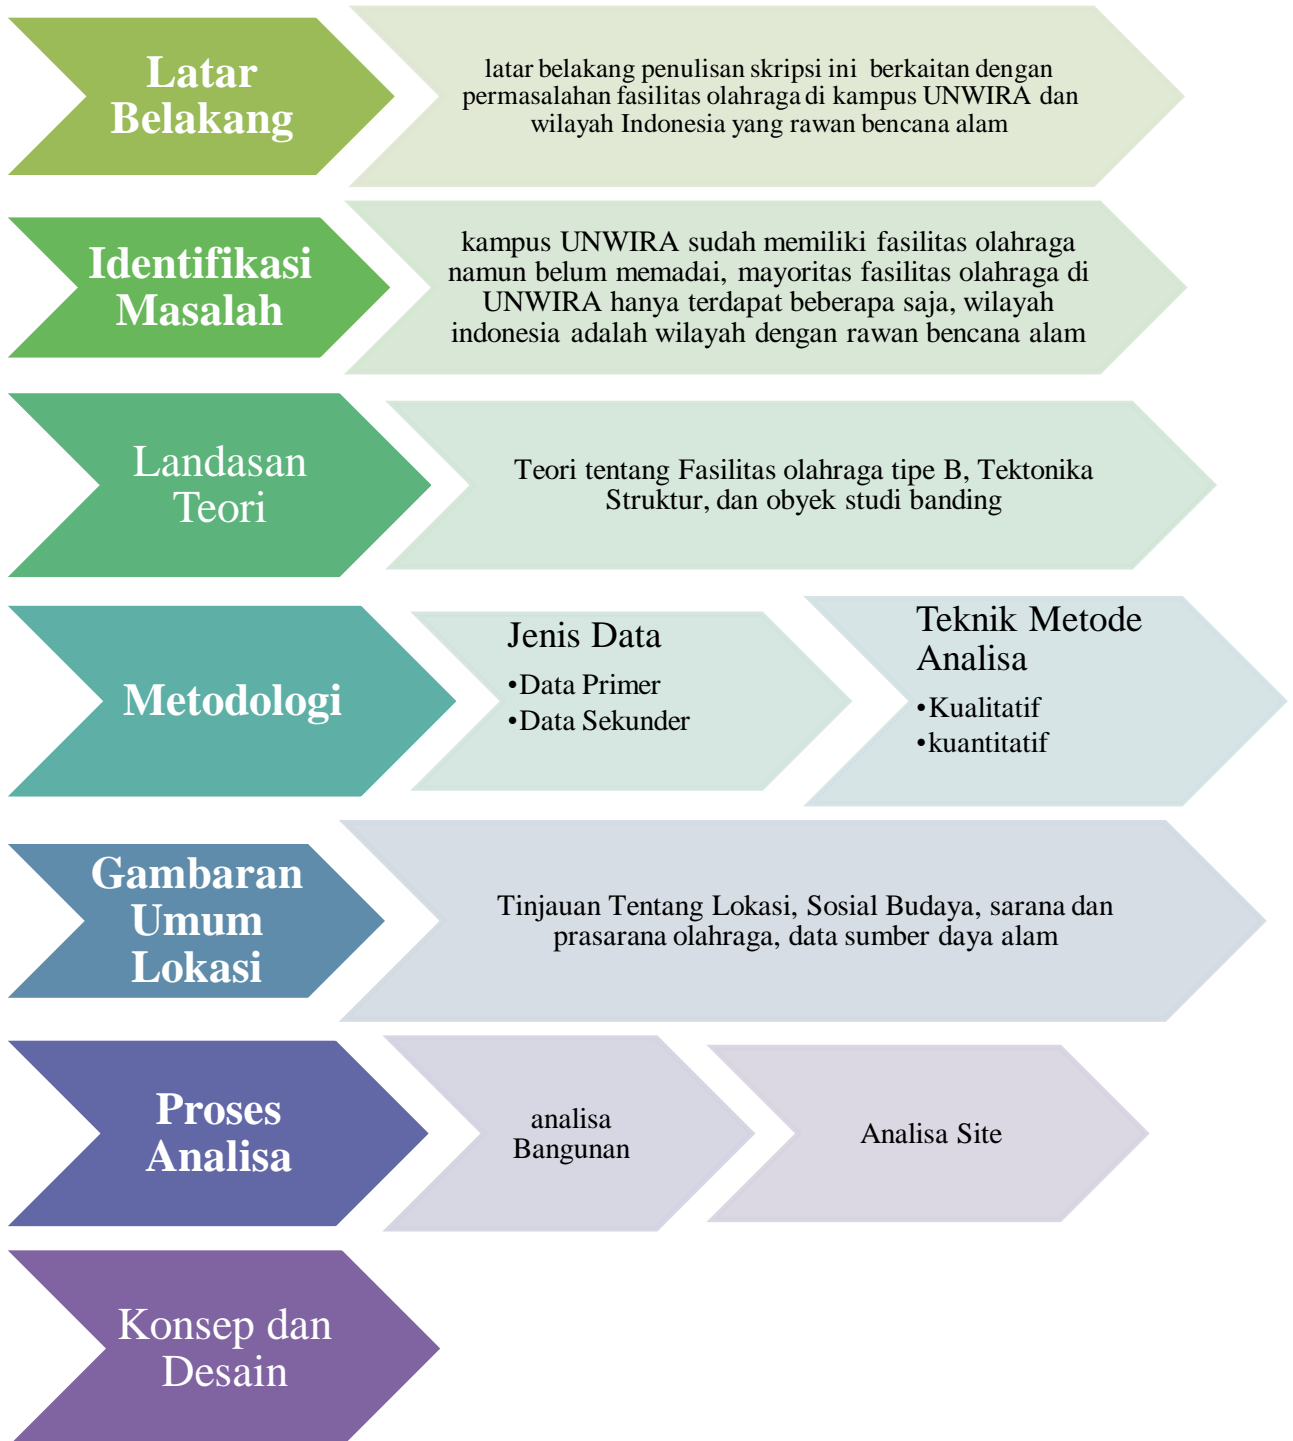 Latar
Belakang
latar belakang penulisan skripsi ini berkaitan dengan
permasalahan fasilitas olahraga di kampus UNWIRA dan
wilayah Indonesia yang rawan bencana alam
Identifikasi
Masalah
kampus UNWIRA sudah memiliki fasilitas olahraga
namun belum memadai, mayoritas fasilitas olahraga di
UNWIRA hanya terdapat beberapa saja, wilayah
indonesia adalah wilayah dengan rawan bencana alam
Landasan
Teori
Teori tentang Fasilitas olahraga tipe B, Tektonika
Struktur, dan obyek studi banding
Metodologi
Jenis Data
•Data Primer
•Data Sekunder
Teknik Metode
Analisa
•Kualitatif
•kuantitatif
Gambaran
Umum
Lokasi
Tinjauan Tentang Lokasi, Sosial Budaya, sarana dan
prasarana olahraga, data sumber daya alam
Proses
Analisa
analisa
Bangunan
Analisa Site
Konsep dan
Desain